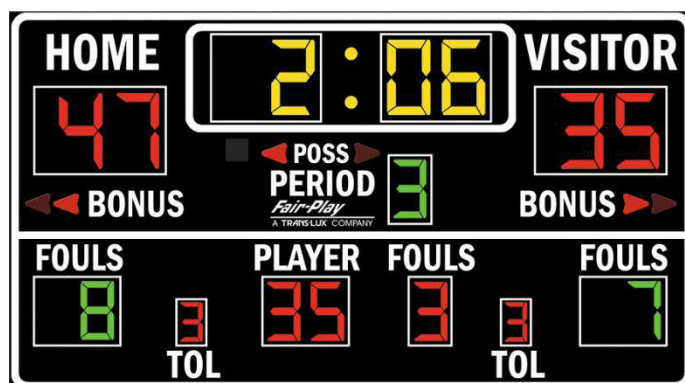 HOME 2:06 VISITOR
47 35
POSS
PERIOD 3
Fair-Play
A TRANS-LUX COMPANY
BONUS BONUS
FOULS PLAYER FOULS FOULS
8 3 35 3 3 7
TOL TOL